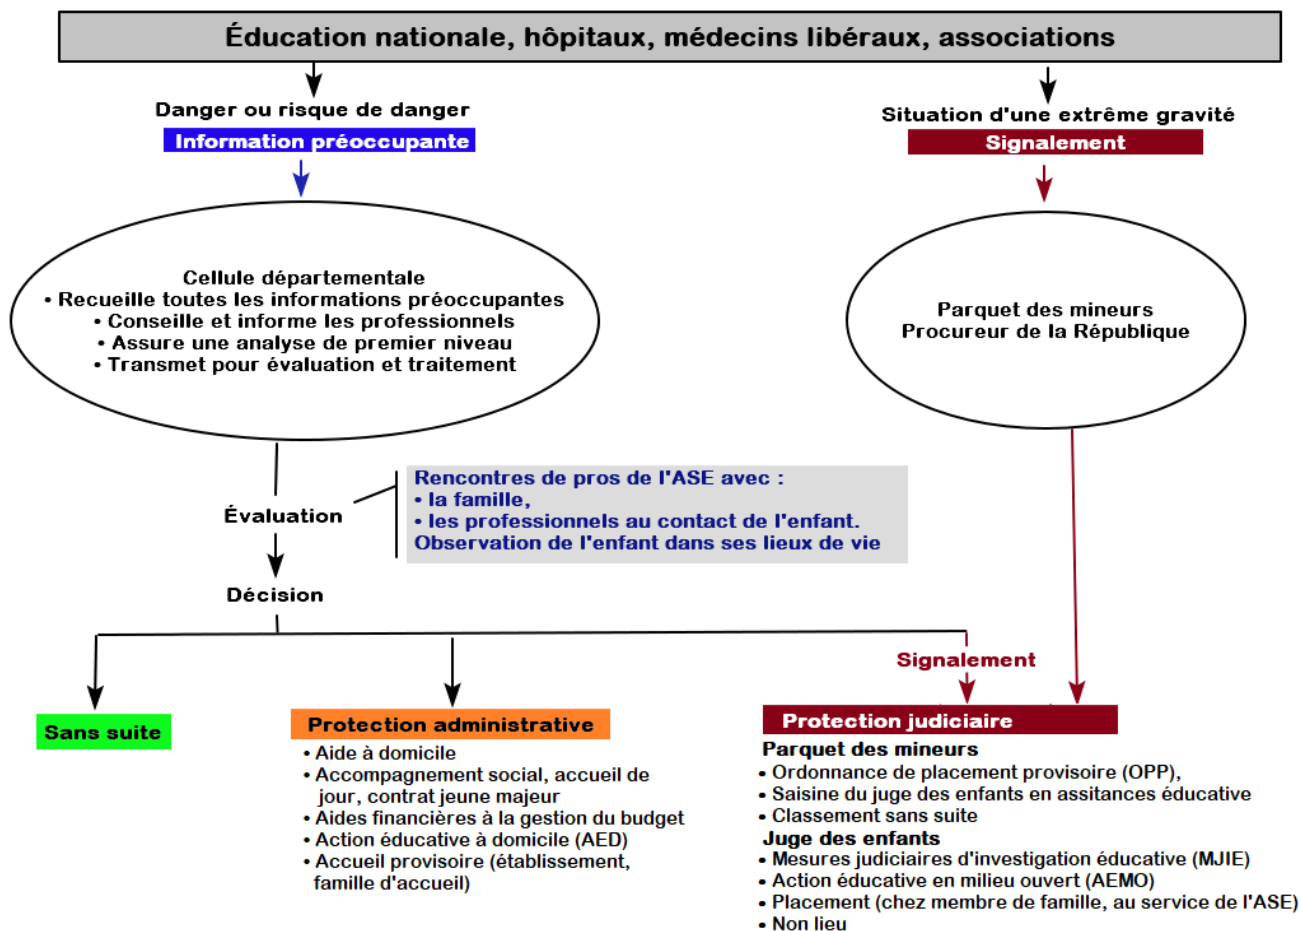 Éducation nationale, hôpitaux, médecins libéraux, associations
Danger ou risque de danger
Information préoccupante
Situation d'une extrême gravité
Signalement
Cellule départementale
• Recueille toutes les informations préoccupantes
• Conseille et informe les professionnels
• Assure une analyse de premier niveau
• Transmet pour évaluation et traitement
Parquet des mineurs
Procureur de la République
Évaluation
Rencontres de pros de l'ASE avec :
• la famille,
• les professionnels au contact de l'enfant.
Observation de l'enfant dans ses lieux de vie
Décision
Signalement
Sans suite
Protection administrative
• Aide à domicile
• Accompagnement social, accueil de
jour, contrat jeune majeur
• Aides financières à la gestion du budget
• Action éducative à domicile (AED)
• Accueil provisoire (établissement,
famille d'accueil)
Protection judiciaire
Parquet des mineurs
• Ordonnance de placement provisoire (OPP),
• Saisine du juge des enfants en assitances éducative
• Classement sans suite
Juge des enfants
• Mesures judiciaires d'investigation éducative (MJIE)
• Action éducative en milieu ouvert (AEMO)
• Placement (chez membre de famille, au service de l'ASE)
• Non lieu